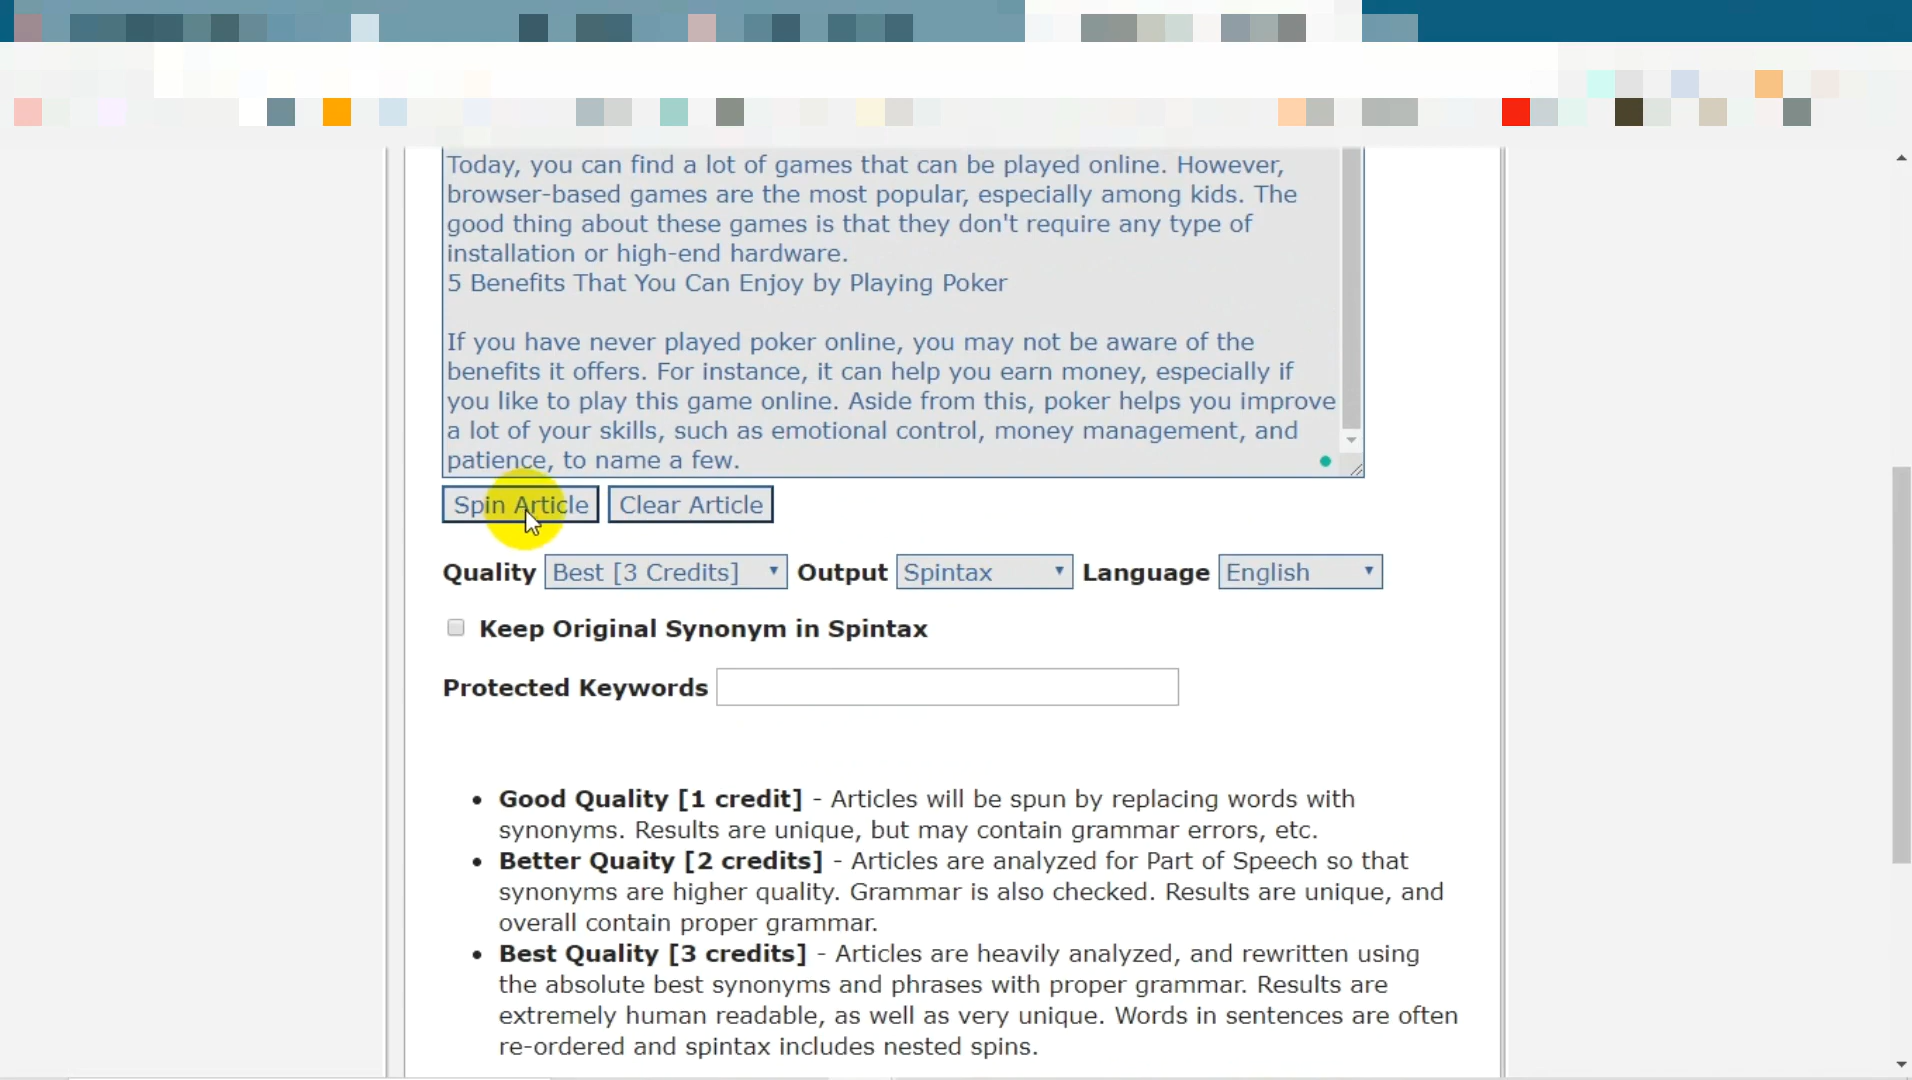 Today, you can find a lot of games that can be played online. However,
browser-based games are the most popular, especially among kids. The
good thing about these games is that they don't require any type of
installation or high-end hardware.
5 Benefits That You Can Enjoy by Playing Poker
If you have never played poker online, you may not be aware of the
benefits it offers. For instance, it can help you earn money, especially if
you like to play this game online. Aside from this, poker helps you improve
a lot of your skills, such as emotional control, money management, and
patience, to name a few.
Spin Article Clear Article
Quality Best [3 Credits] Output Spintax Language English
Keep Original Synonym in Spintax
Protected Keywords
• Good Quality [1 credit] - Articles will be spun by replacing words with
synonyms. Results are unique, but may contain grammar errors, etc.
• Better Quaity [2 credits] - Articles are analyzed for Part of Speech so that
synonyms are higher quality. Grammar is also checked. Results are unique, and
overall contain proper grammar.
• Best Quality [3 credits] - Articles are heavily analyzed, and rewritten using
the absolute best synonyms and phrases with proper grammar. Results are
extremely human readable, as well as very unique. Words in sentences are often
re-ordered and spintax includes nested spins.